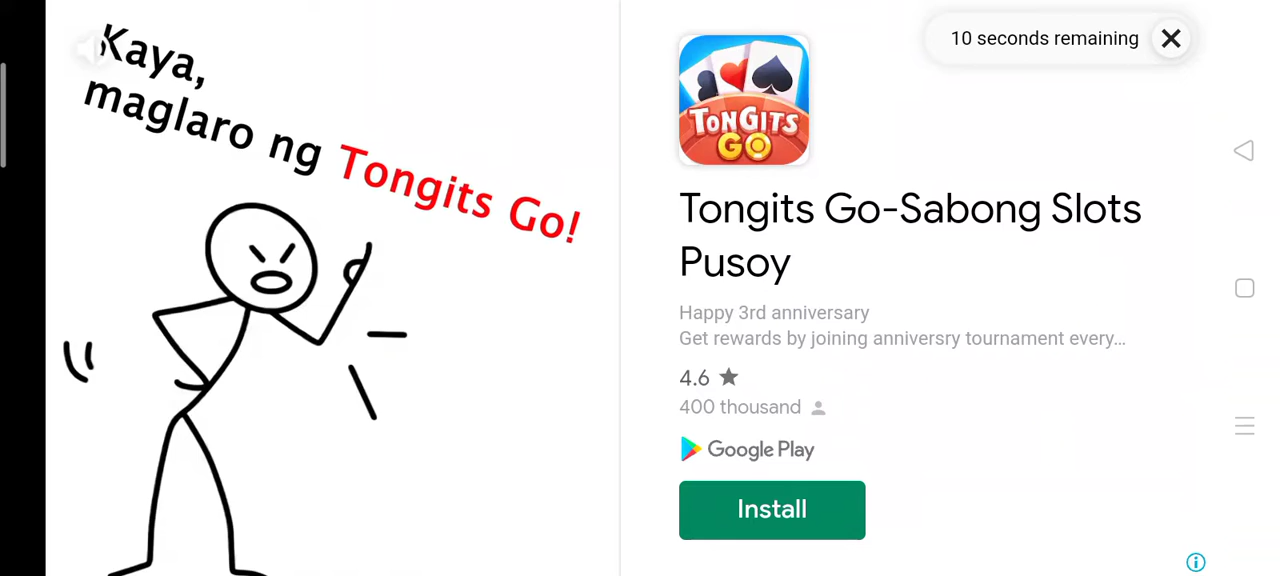 Kaya,
maglaro ng Tongits Go!
10 seconds remaining
TONGITS
GO
Tongits Go-Sabong Slots
Pusoy
Happy 3rd anniversary
Get rewards by joining anniversry tournament every...
4.6
400 thousand
Google Play
Install